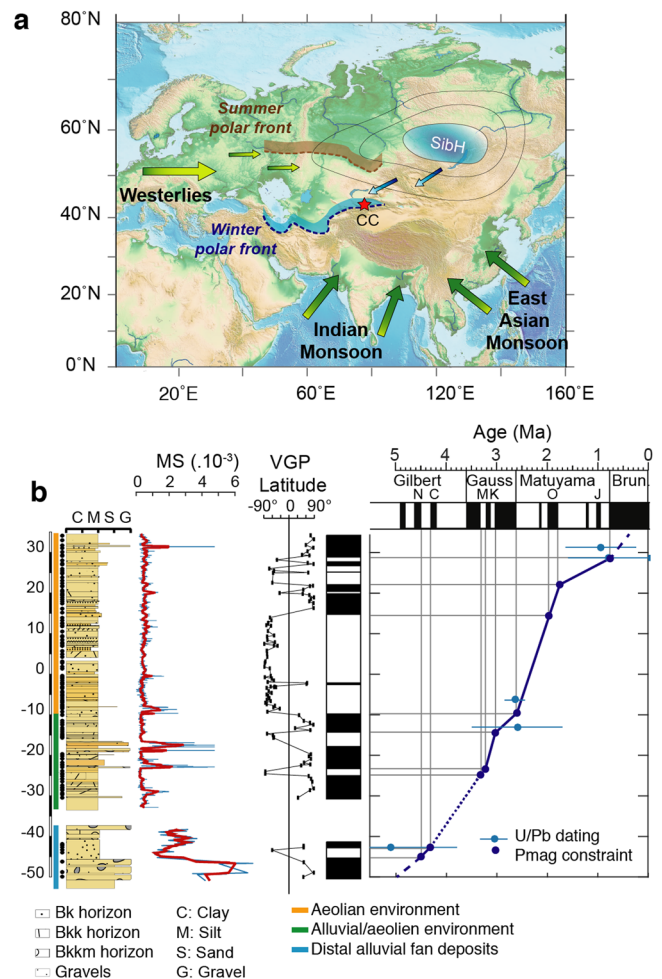 a
80˚N
60˚N
40˚N
20˚N
0˚N
20˚E
60˚E
120˚E
160˚E
Summer
polar front
SibH
Westerlies
CC
Winter
polar front
Indian
Monsoon
East
Asian
Monsoon
b
MS (.10-3)
0 2 4 6
VGP
Latitude
-90° 0 90°
Age (Ma)
5 4 3 2 1 0
Gilbert Gauss Matuyama Brun.
N C M K O J
C M S G
30
20
10
0
-10
-20
-30
-40
-50
U/Pb dating
Pmag constraint
Bk horizon
Bkk horizon
Bkkm horizon
Gravels
C: Clay
M: Silt
S: Sand
G: Gravel
Aeolian environment
Alluvial/aeolien environment
Distal alluvial fan deposits